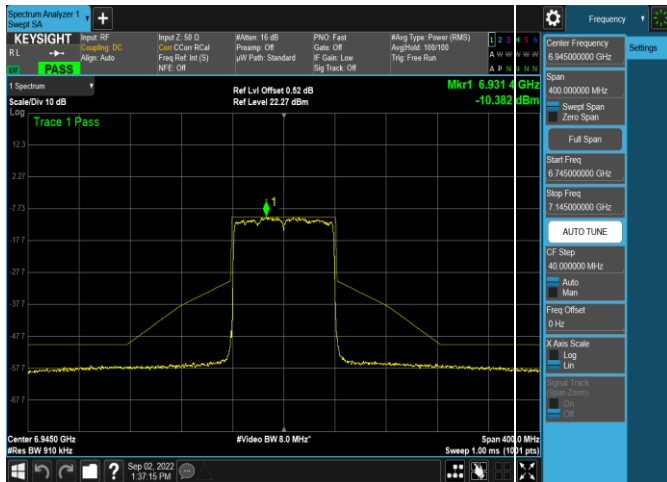 Spectrum Analyzer 1
Swept SA
Frequency
KEYSIGHT
Input: RF
Input Z: 50 Ω
#Atten: 16 dB
PNO: Fast
#Avg Type: Power (RMS)
1 2 3 4 5 6
R L
Coupling: DC
Corr CCorr RCal
Preamp: Off
Gate: Off
Avg|Hold: 100/100
A W W W W W
Align: Auto
Freq Ref: Int (S)
µW Path: Standard
IF Gain: Low
Trig: Free Run
PASS
NFE: Off
Sig Track: Off
A P N N N N
1 Spectrum
Ref Lvl Offset 0.52 dB
Mkr1 6.931 4 GHz
Scale/Div 10 dB
Ref Level 22.27 dBm
-10.382 dBm
Log
Trace 1 Pass
12.3
2.27
-7.73
-17.7
-27.7
-37.7
-47.7
-57.7
-67.7
1
Center 6.9450 GHz
#Video BW 8.0 MHz*
Span 400.0 MHz
#Res BW 910 kHz
Sweep 1.00 ms (1001 pts)
Sep 02, 2022
1:37:15 PM
Center Frequency
6.945000000 GHz
Span
400.000000 MHz
Swept Span
Zero Span
Full Span
Start Freq
6.745000000 GHz
Stop Freq
7.145000000 GHz
AUTO TUNE
CF Step
40.000000 MHz
Auto
Man
Freq Offset
0 Hz
X Axis Scale
Log
Lin
Signal Track
(Span Zoom)
On
Off
Settings